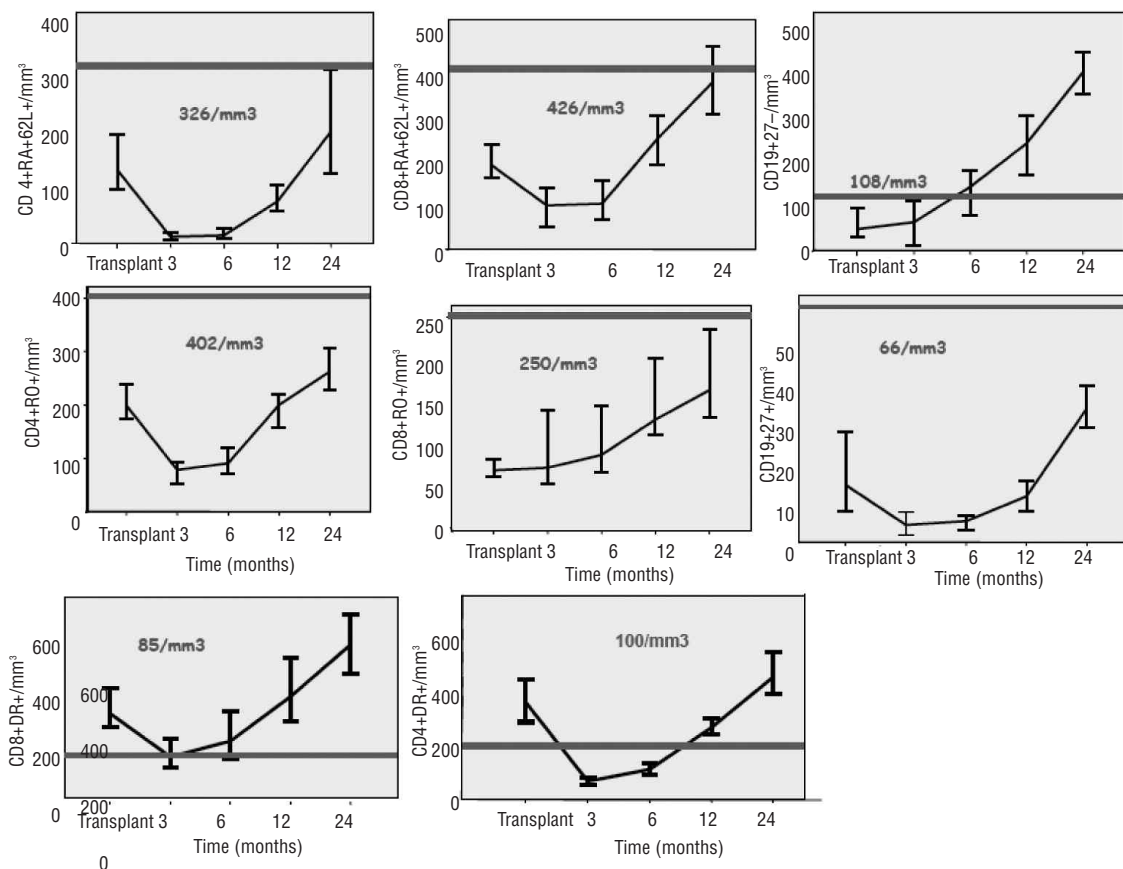 CD 4+RA+62L+/mm³
400
300
200
100
0
326/mm3
Transplant 3 6 12 24
CD8+RA+62L+/mm³
500
400
300
200
100
0
426/mm3
Transplant 3 6 12 24
CD19+27–/mm³
500
400
300
200
100
0
108/mm3
Transplant 3 6 12 24
CD4+RO+/mm³
400
300
200
100
0
402/mm3
Transplant 3 6 12 24
Time (months)
CD8+RO+/mm³
250
200
150
100
50
0
250/mm3
Transplant 3 6 12 24
Time (months)
CD19+27+/mm³
50
40
30
20
10
0
66/mm3
Transplant 3 6 12 24
Time (months)
CD8+DR+/mm³
600
400
200
0
600
400
200
0
85/mm3
Transplant 3 6 12 24
Time (months)
CD4+DR+/mm³
600
400
200
0
100/mm3
Transplant 3 6 12 24
Time (months)